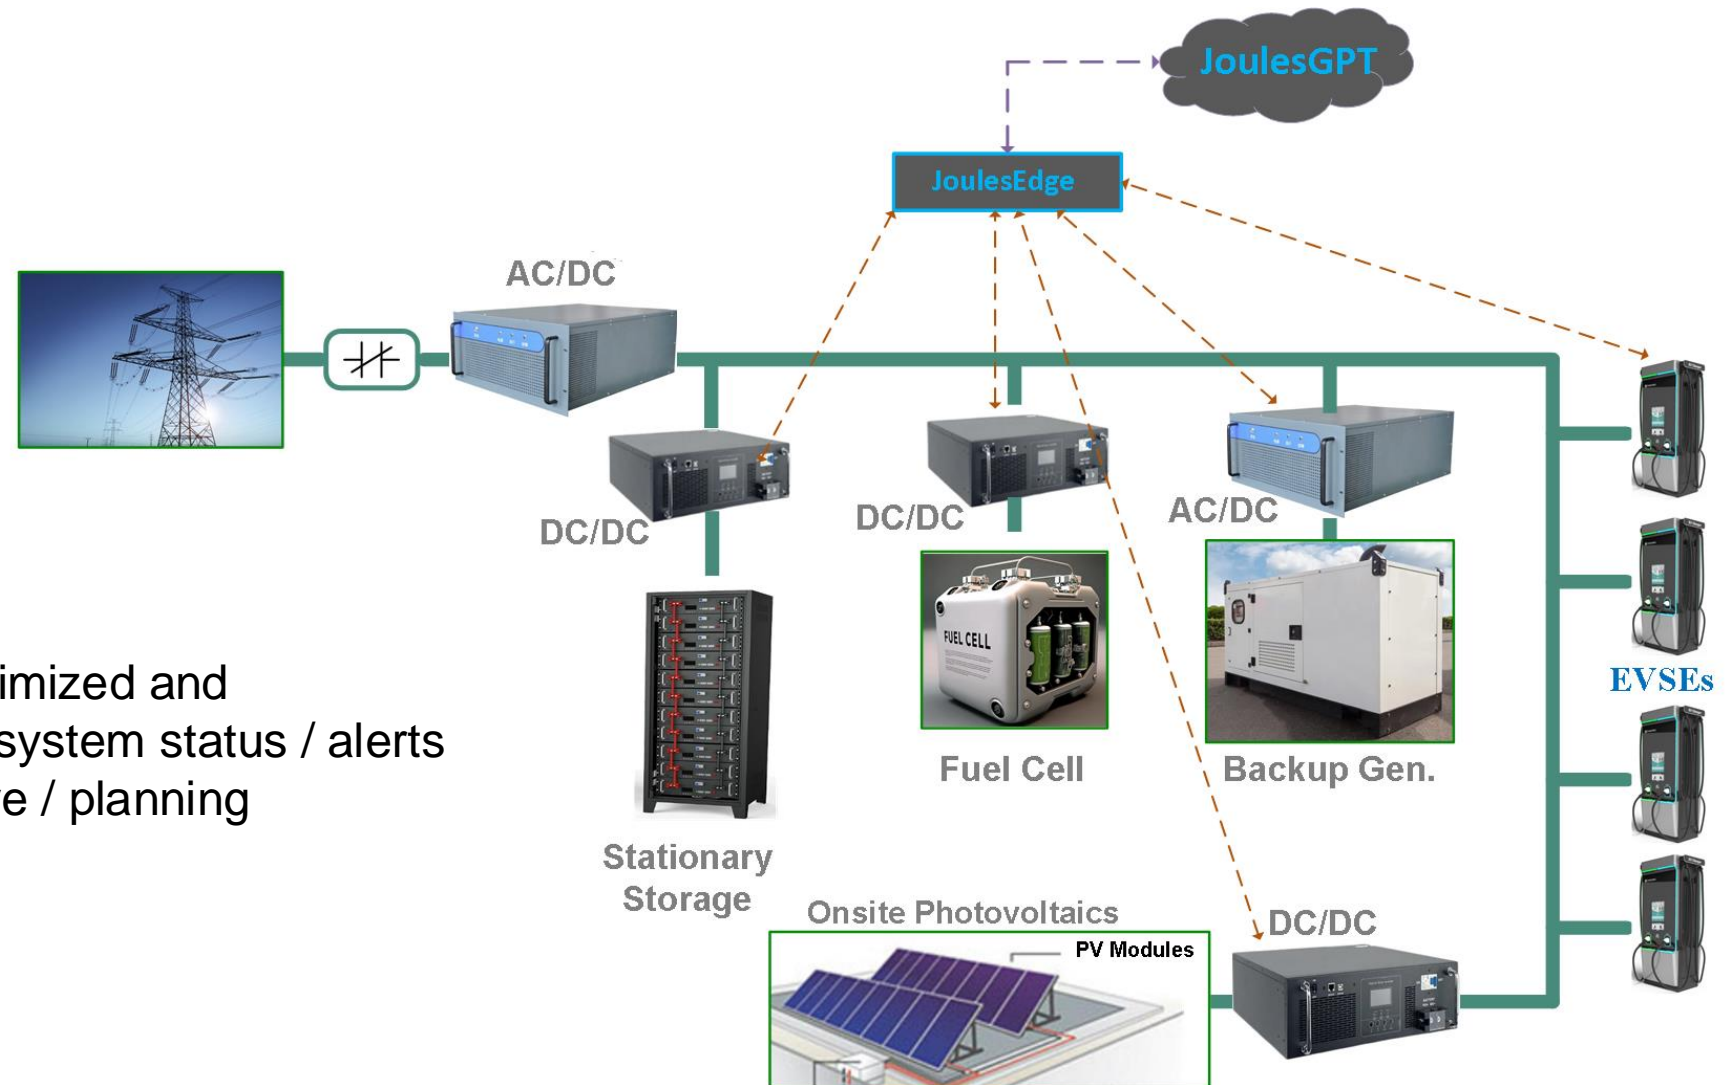 JoulesGPT
JoulesEdge
AC/DC
DC/DC
DC/DC
AC/DC
FUEL CELL
EVSEs
imized and
system status / alerts
e / planning
Fuel Cell
Backup Gen.
Stationary
Storage
Onsite Photovoltaics
DC/DC
PV Modules